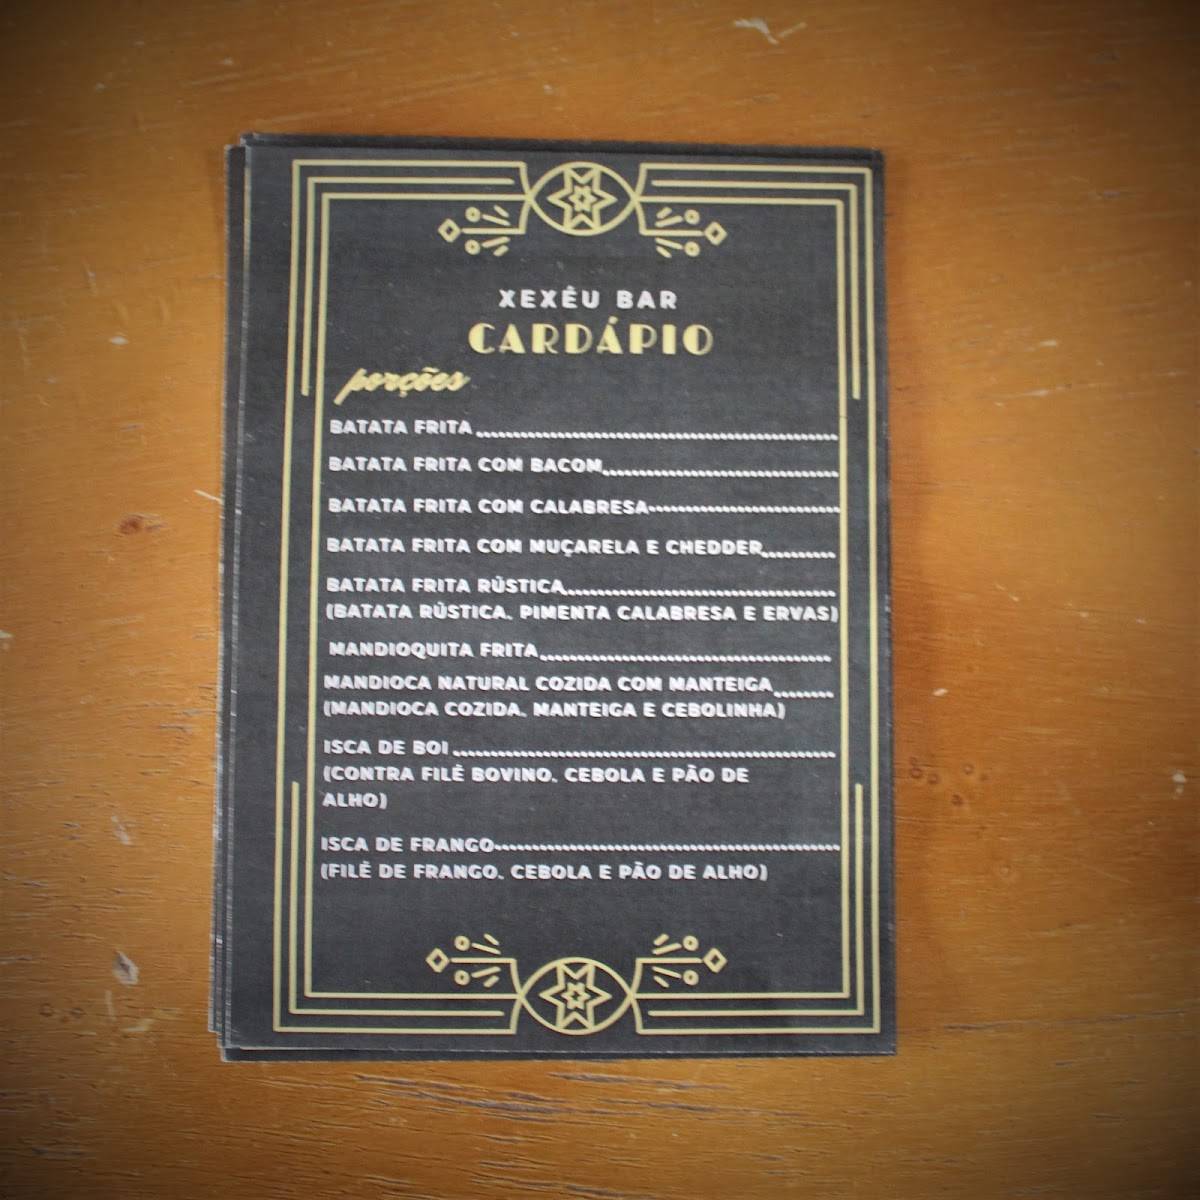 XEXÉU BAR
CARDÁPIO
porções
BATATA FRITA
BATATA FRITA COM BACOM
BATATA FRITA COM CALABRESA
BATATA FRITA COM MUÇARELA E CHEDDER
BATATA FRITA RÚSTICA
(BATATA RÚSTICA, PIMENTA CALABRESA E ERVAS)
MANDIOQUITA FRITA
MANDIOCA NATURAL COZIDA COM MANTEIGA
(MANDIOCA COZIDA, MANTEIGA E CEBOLINHA)
ISCA DE BOI
(CONTRA FILÉ BOVINO, CEBOLA E PÃO DE
ALHO)
ISCA DE FRANGO
(FILÉ DE FRANGO, CEBOLA E PÃO DE ALHO)